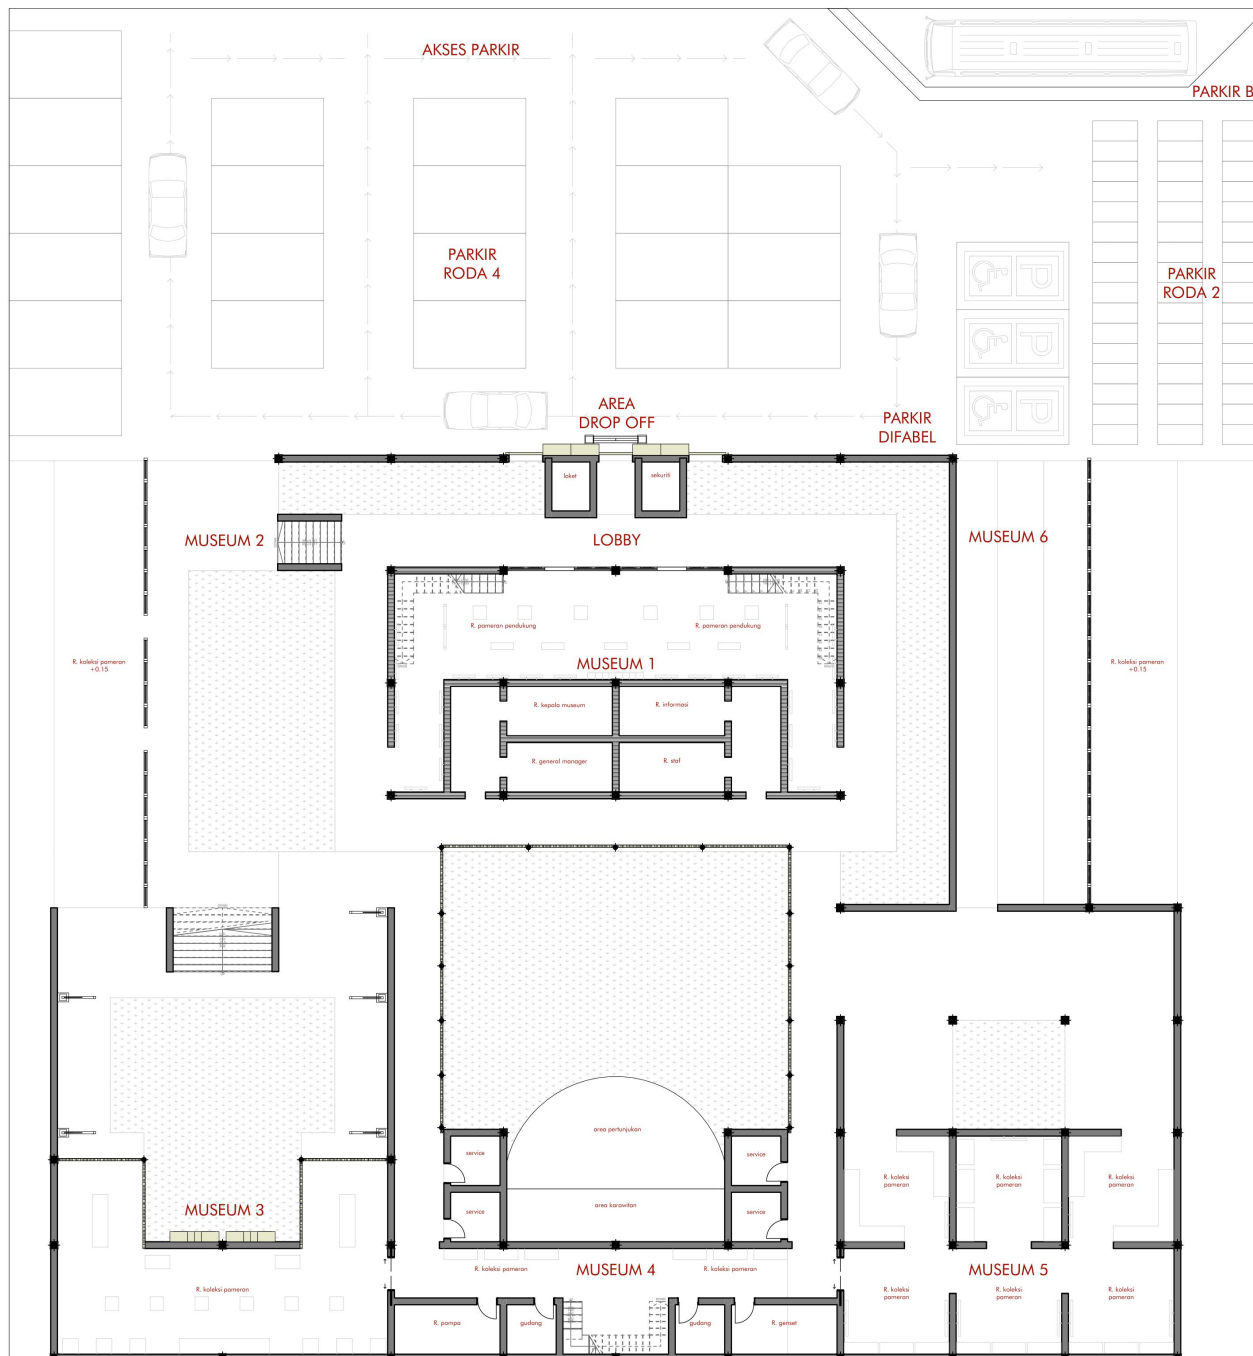 AKSES PARKIR
PARKIR B
PARKIR
RODA 4
PARKIR
RODA 2
P
P
P
AREA
DROP OFF
PARKIR
DIFABEL
loket
sekuriti
MUSEUM 2
LOBBY
MUSEUM 6
R. pameran pendukung
R. pameran pendukung
R. koleksi pameran
+0.15
MUSEUM 1
R. koleksi pameran
+0.15
R. kepala museum
R. informasi
R. general manager
R. staf
area pertunjukan
service
service
R. koleksi
pameran
R. koleksi
pameran
R. koleksi
pameran
MUSEUM 3
service
area karawitan
service
R. koleksi pameran
MUSEUM 4
R. koleksi pameran
MUSEUM 5
R. koleksi pameran
R. koleksi
pameran
R. koleksi
pameran
R. koleksi
pameran
R. pompa
gudang
gudang
R. genset